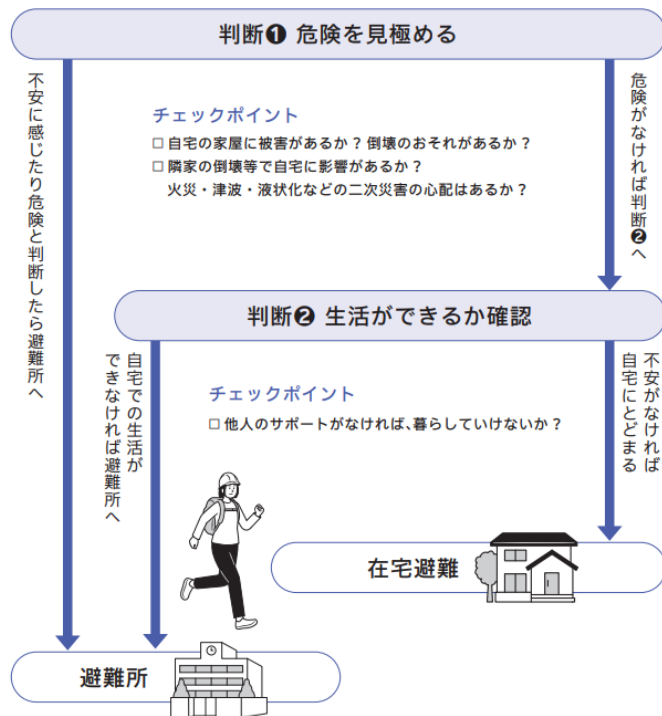 判断❶ 危険を見極める
不安に感じたり危険と判断したら避難所へ
チェックポイント
□ 自宅の家屋に被害があるか？ 倒壊のおそれがあるか？
□ 隣家の倒壊等で自宅に影響があるか？
火災・津波・液状化などの二次災害の心配はあるか？
危険がなければ判断❷へ
判断❷ 生活ができるか確認
自宅での生活が
できなければ避難所へ
チェックポイント
□ 他人のサポートがなければ、暮らしていけないか？
不安がなければ
自宅にとどまる
在宅避難
避難所